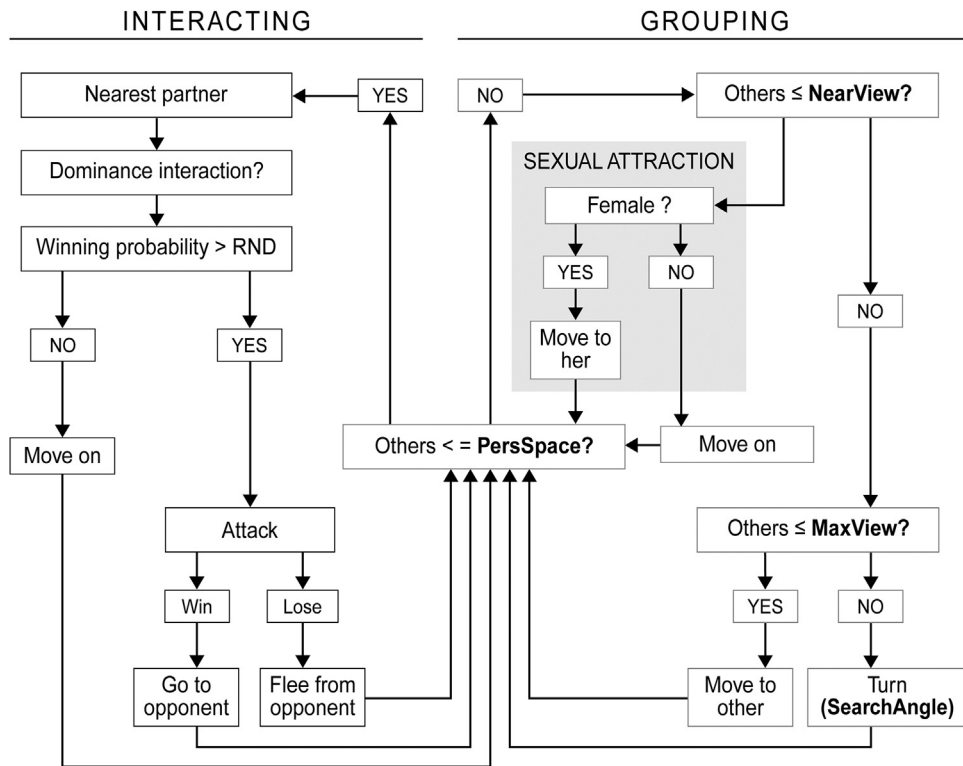 INTERACTING
GROUPING
Nearest partner
YES
NO
Others ≤ NearView?
SEXUAL ATTRACTION
Dominance interaction?
Female ?
Winning probability > RND
YES
NO
NO
YES
NO
Move to
her
Move on
Others < = PersSpace?
Move on
Attack
Others ≤ MaxView?
Win
Lose
YES
NO
Go to
opponent
Flee from
opponent
Move to
other
Turn
(SearchAngle)